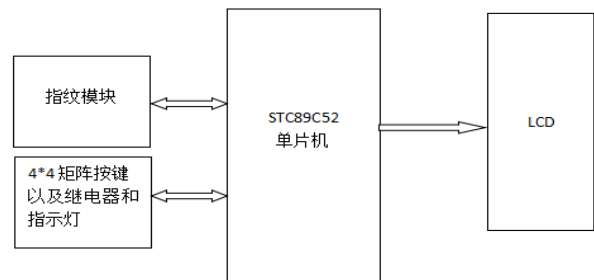 指纹模块
4*4矩阵按键
以及继电器和
指示灯
STC89C52
单片机
LCD